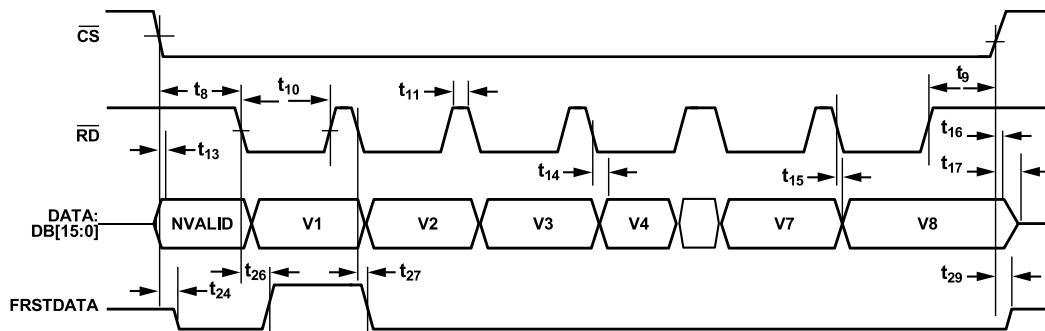 CS
t8
t10
t11
t9
RD
t13
t14
t15
t16
t17
DATA:
DB[15:0]
NVALID
V1
V2
V3
V4
V7
V8
t24
t26
t27
t29
FRSTDATA